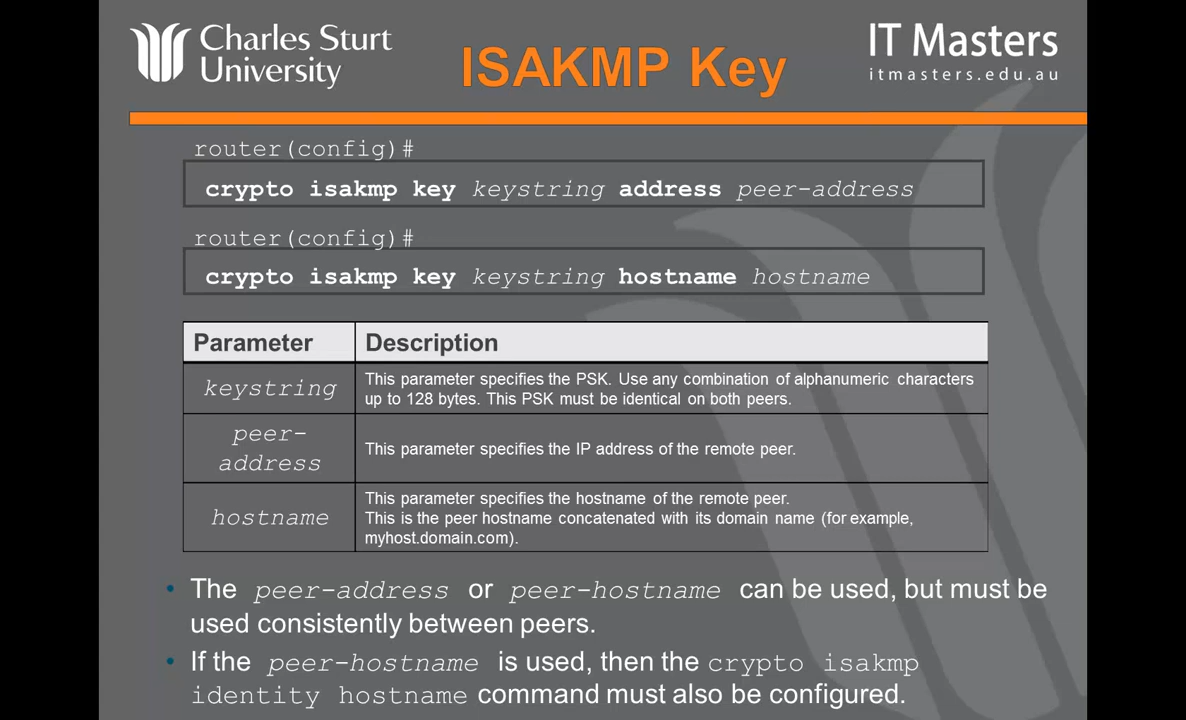 Charles Sturt
University
ISAKMP Key
IT Masters
itmasters.edu.au
router(config)#
crypto isakmp key keystring address peer-address
router(config)#
crypto isakmp key keystring hostname hostname
Parameter Description
keystring
This parameter specifies the PSK. Use any combination of alphanumeric characters
up to 128 bytes. This PSK must be identical on both peers.
peer-
address
This parameter specifies the IP address of the remote peer.
hostname
This parameter specifies the hostname of the remote peer.
This is the peer hostname concatenated with its domain name (for example,
myhost.domain.com).
• The peer-address or peer-hostname can be used, but must be
used consistently between peers.
• If the peer-hostname is used, then the crypto isakmp
identity hostname command must also be configured.